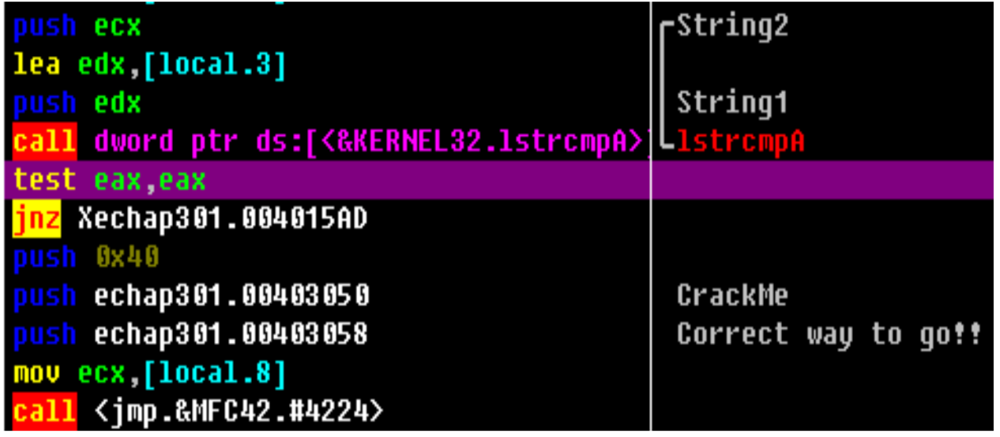 push ecx String2
lea edx,[local.3]
push edx String1
call dword ptr ds:[<&KERNEL32.lstrcmpA>] lstrcmpA
test eax,eax
jnz Xechap301.004015AD
push 0x40
push echap301.00403050 CrackMe
push echap301.00403058 Correct way to go!!
mov ecx,[local.8]
call <jmp.&MFC42.#4224>